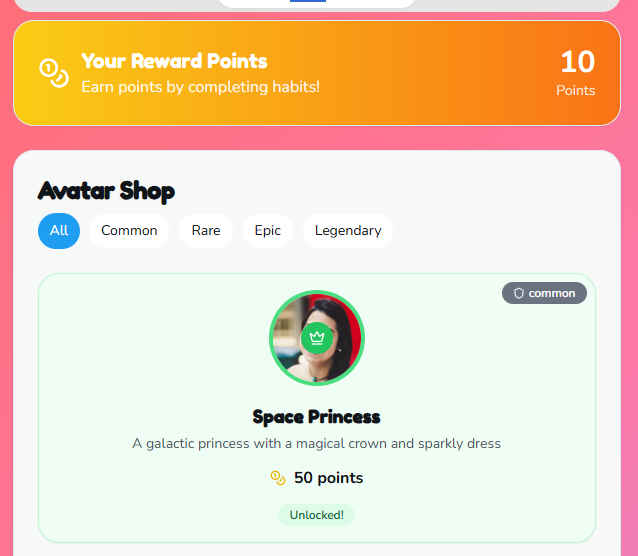 Your Reward Points
Earn points by completing habits!
10
Points
Avatar Shop
All Common Rare Epic Legendary
common
Space Princess
A galactic princess with a magical crown and sparkly dress
50 points
Unlocked!